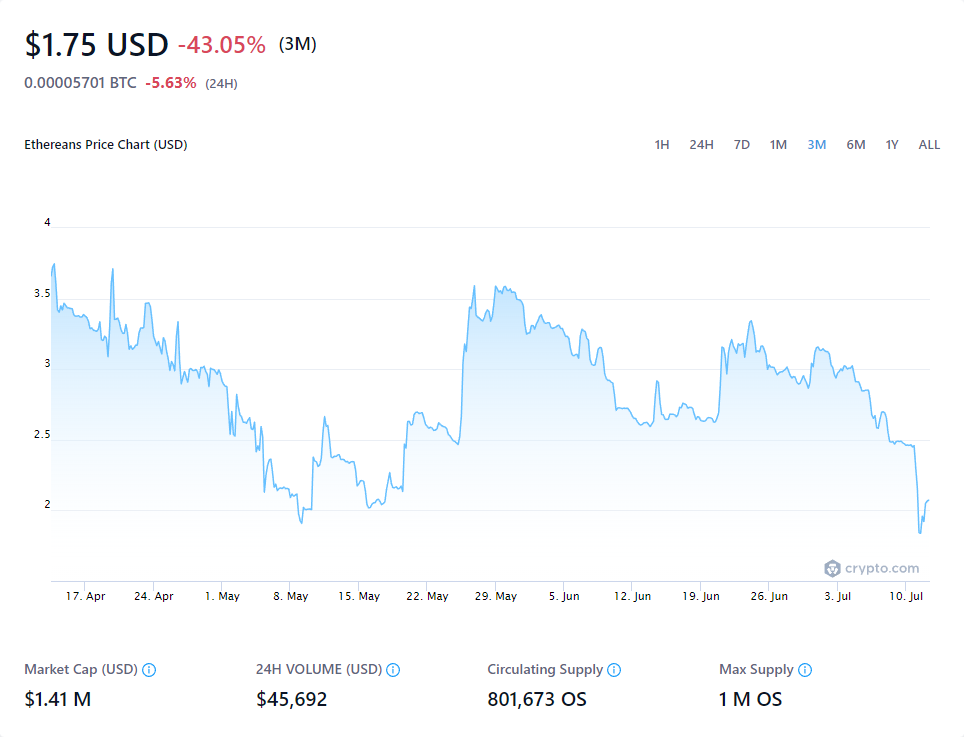 $1.75 USD -43.05% (3M)
0.00005701 BTC -5.63% (24H)
Ethereans Price Chart (USD)
1H 24H 7D 1M 3M 6M 1Y ALL
4
3.5
3
2.5
2
crypto.com
17. Apr 24. Apr 1. May 8. May 15. May 22. May 29. May 5. Jun 12. Jun 19. Jun 26. Jun 3. Jul 10. Jul
Market Cap (USD) 24H VOLUME (USD) Circulating Supply Max Supply
$1.41 M $45,692 801,673 OS 1 M OS